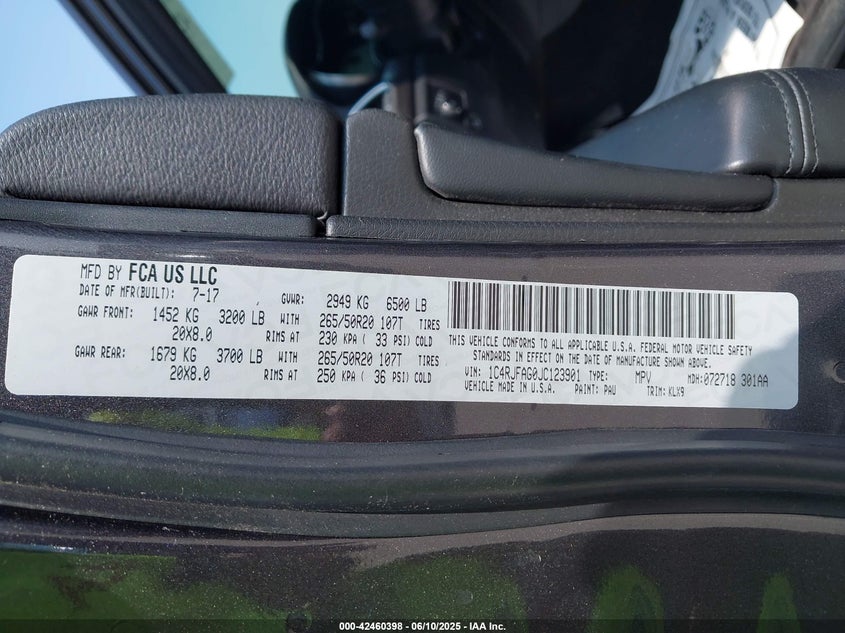 MFD BY FCA US LLC
DATE OF MFR(BUILT): 7-17 GVWR: 2949 KG 6500 LB
GAWR FRONT: 1452 KG 3200 LB WITH 265/50R20 107T TIRES
20X8.0 RIMS AT 230 KPA ( 33 PSI) COLD
GAWR REAR: 1679 KG 3700 LB WITH 265/50R20 107T TIRES
20X8.0 RIMS AT 250 KPA ( 36 PSI) COLD
THIS VEHICLE CONFORMS TO ALL APPLICABLE U.S.A. FEDERAL MOTOR VEHICLE SAFETY
STANDARDS IN EFFECT ON THE DATE OF MANUFACTURE SHOWN ABOVE.
VIN: 1C4RJFAG0JC123901 TYPE: MPV MDH:072718 301AA
VEHICLE MADE IN U.S.A. PAINT: PAU TRIM: KLX9
000-42460398 - 06/10/2025 - IAA Inc.